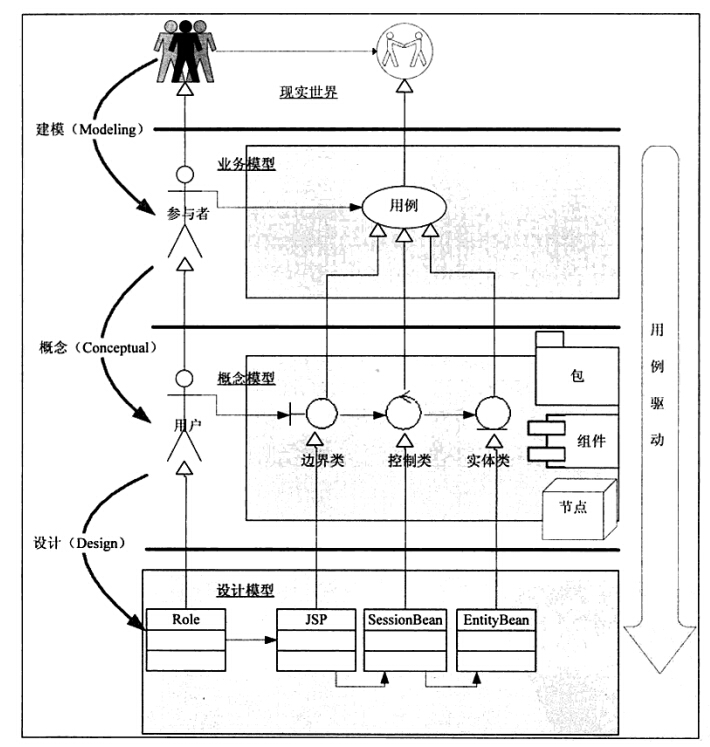 现实世界
建模（Modeling）
业务模型
参与者
用例
概念（Conceptual）
概念模型
包
用户
组件
边界类
控制类
实体类
节点
设计（Design）
设计模型
Role
JSP
SessionBean
EntityBean
用例驱动